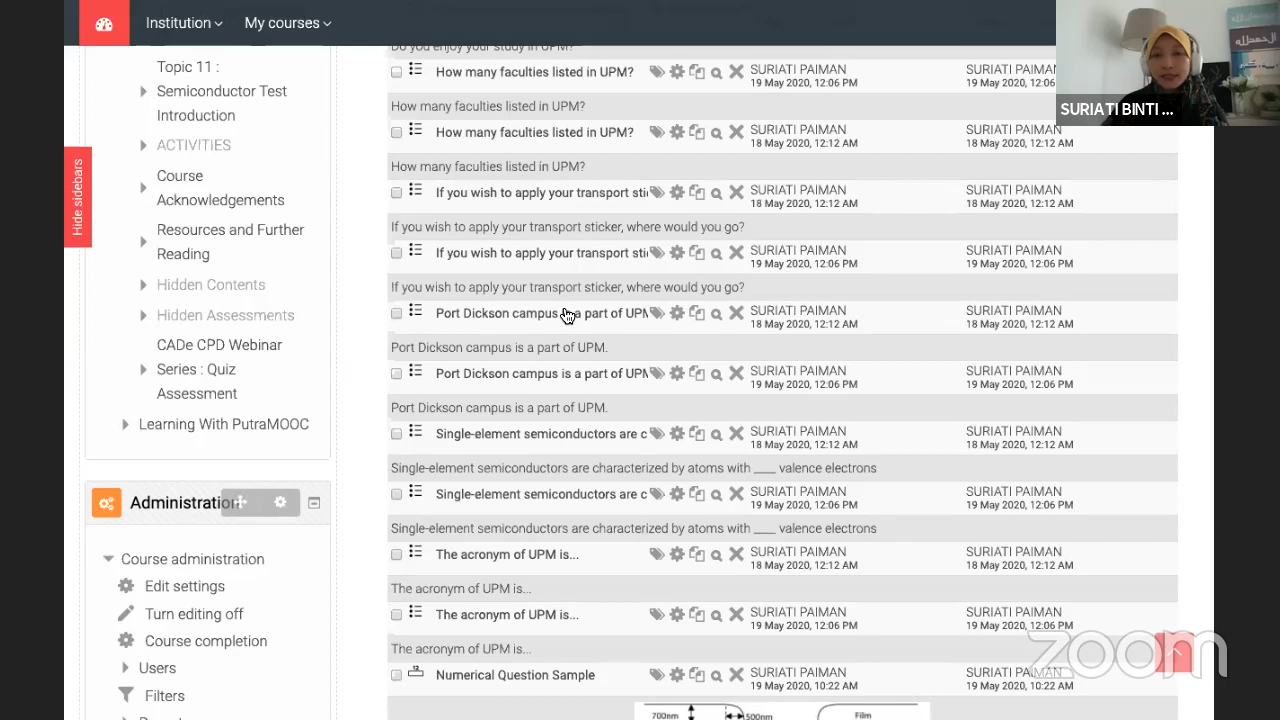 Institution
My courses
SURIATI BINTI ...
Hide sidebars
Topic 11 :
Semiconductor Test
Introduction
ACTIVITIES
Course
Acknowledgements
Resources and Further
Reading
Hidden Contents
Hidden Assessments
CADe CPD Webinar
Series : Quiz
Assessment
Learning With PutraMOOC
Administration
Course administration
Edit settings
Turn editing off
Course completion
Users
Filters
Do you enjoy your study in UPM?
How many faculties listed in UPM? SURIATI PAIMAN SURIATI PAIMAN
19 May 2020, 12:06 PM 19 May 2020, 12:06 PM
How many faculties listed in UPM?
How many faculties listed in UPM? SURIATI PAIMAN SURIATI PAIMAN
18 May 2020, 12:12 AM 18 May 2020, 12:12 AM
How many faculties listed in UPM?
If you wish to apply your transport sti SURIATI PAIMAN SURIATI PAIMAN
18 May 2020, 12:12 AM 18 May 2020, 12:12 AM
If you wish to apply your transport sticker, where would you go?
If you wish to apply your transport sti SURIATI PAIMAN SURIATI PAIMAN
19 May 2020, 12:06 PM 19 May 2020, 12:06 PM
If you wish to apply your transport sticker, where would you go?
Port Dickson campus is a part of UPM SURIATI PAIMAN SURIATI PAIMAN
18 May 2020, 12:12 AM 18 May 2020, 12:12 AM
Port Dickson campus is a part of UPM.
Port Dickson campus is a part of UPM SURIATI PAIMAN SURIATI PAIMAN
19 May 2020, 12:06 PM 19 May 2020, 12:06 PM
Port Dickson campus is a part of UPM.
Single-element semiconductors are c SURIATI PAIMAN SURIATI PAIMAN
18 May 2020, 12:12 AM 18 May 2020, 12:12 AM
Single-element semiconductors are characterized by atoms with ____ valence electrons
Single-element semiconductors are c SURIATI PAIMAN SURIATI PAIMAN
19 May 2020, 12:06 PM 19 May 2020, 12:06 PM
Single-element semiconductors are characterized by atoms with ____ valence electrons
The acronym of UPM is... SURIATI PAIMAN SURIATI PAIMAN
18 May 2020, 12:12 AM 18 May 2020, 12:12 AM
The acronym of UPM is...
The acronym of UPM is... SURIATI PAIMAN SURIATI PAIMAN
19 May 2020, 12:06 PM 19 May 2020, 12:06 PM
The acronym of UPM is...
Numerical Question Sample SURIATI PAIMAN SURIATI PAIMAN
19 May 2020, 10:22 AM 19 May 2020, 10:22 AM
700nm 500nm Film
zoom